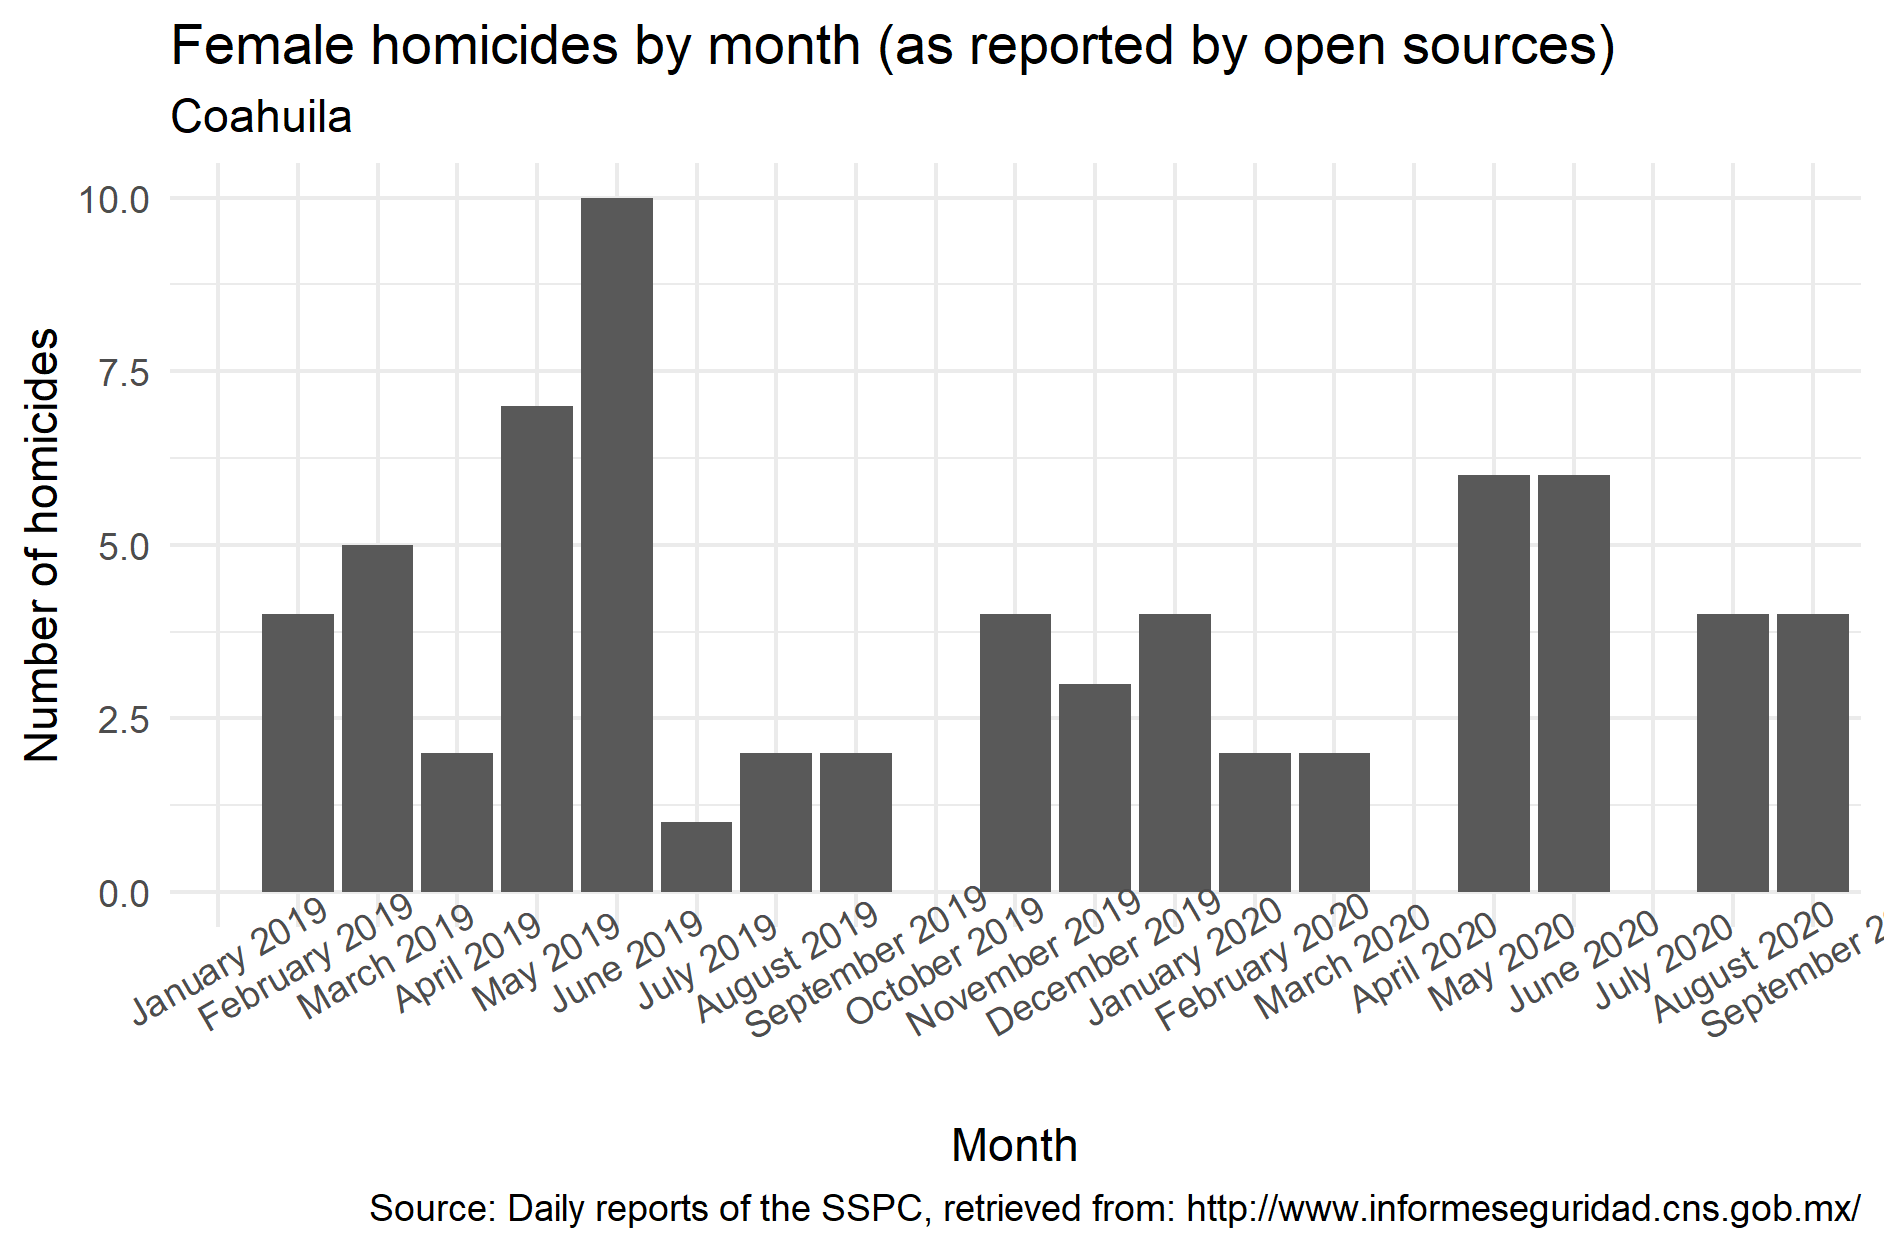 Female homicides by month (as reported by open sources)
Coahuila
Number of homicides
10.0
7.5
5.0
2.5
0.0
January 2019
February 2019
March 2019
April 2019
May 2019
June 2019
July 2019
August 2019
September 2019
October 2019
November 2019
December 2019
January 2020
February 2020
March 2020
April 2020
May 2020
June 2020
July 2020
August 2020
September
Month
Source: Daily reports of the SSPC, retrieved from: http://www.informeseguridad.cns.gob.mx/